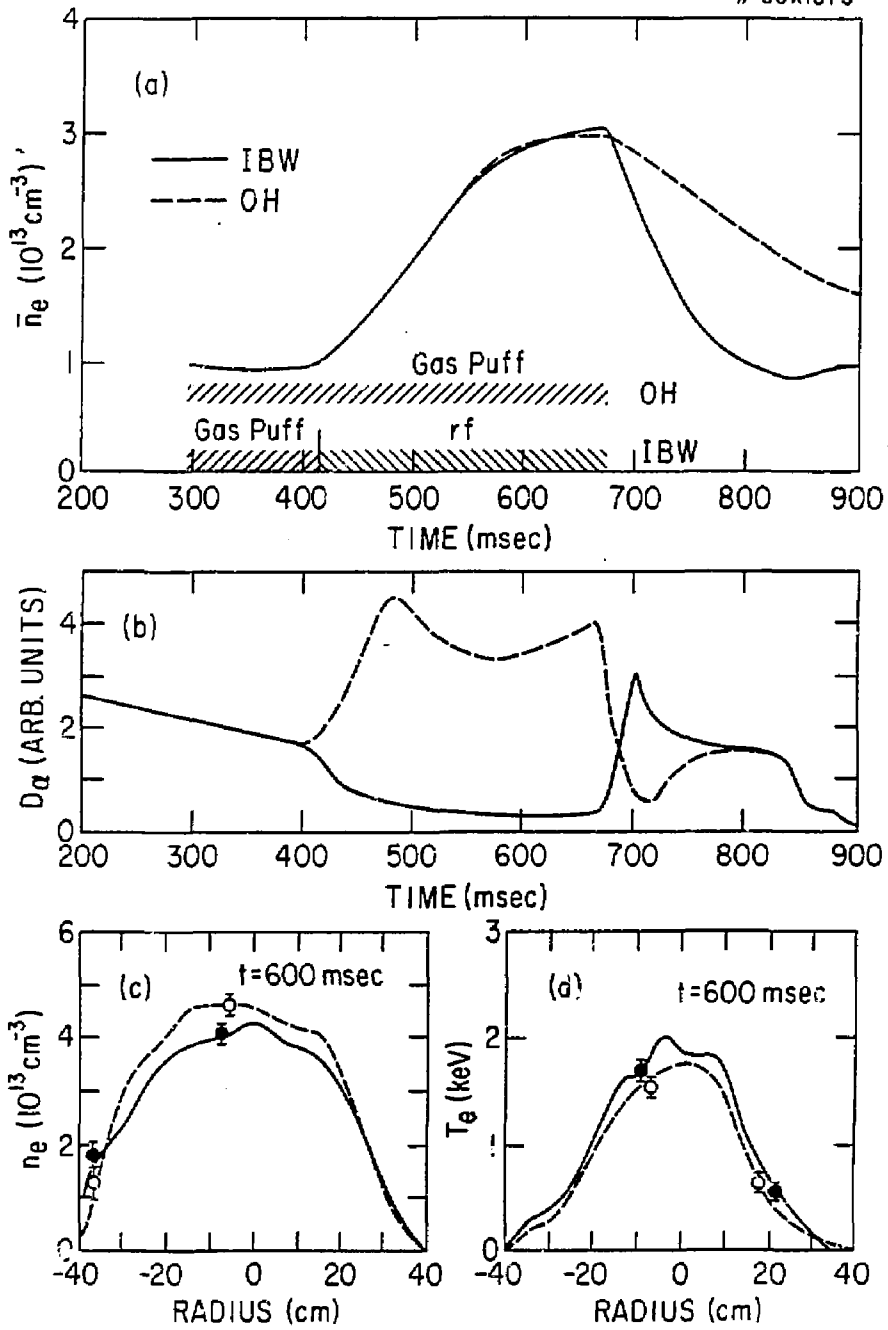 4
(a)
3
IBW
OH
n̄e (10¹³cm⁻³)'
2
1
Gas Puff
OH
Gas Puff
rf
IBW
0
200 300 400 500 600 700 800 900
TIME (msec)
(b)
4
2
0
Dα (ARB. UNITS)
200 300 400 500 600 700 800 900
TIME (msec)
6
(c)
t=600 msec
4
2
0
ne (10¹³cm⁻³)
-40 -20 0 20 40
RADIUS (cm)
3
(d)
t=600 msec
2
1
0
Te (keV)
-40 -20 0 20 40
RADIUS (cm)